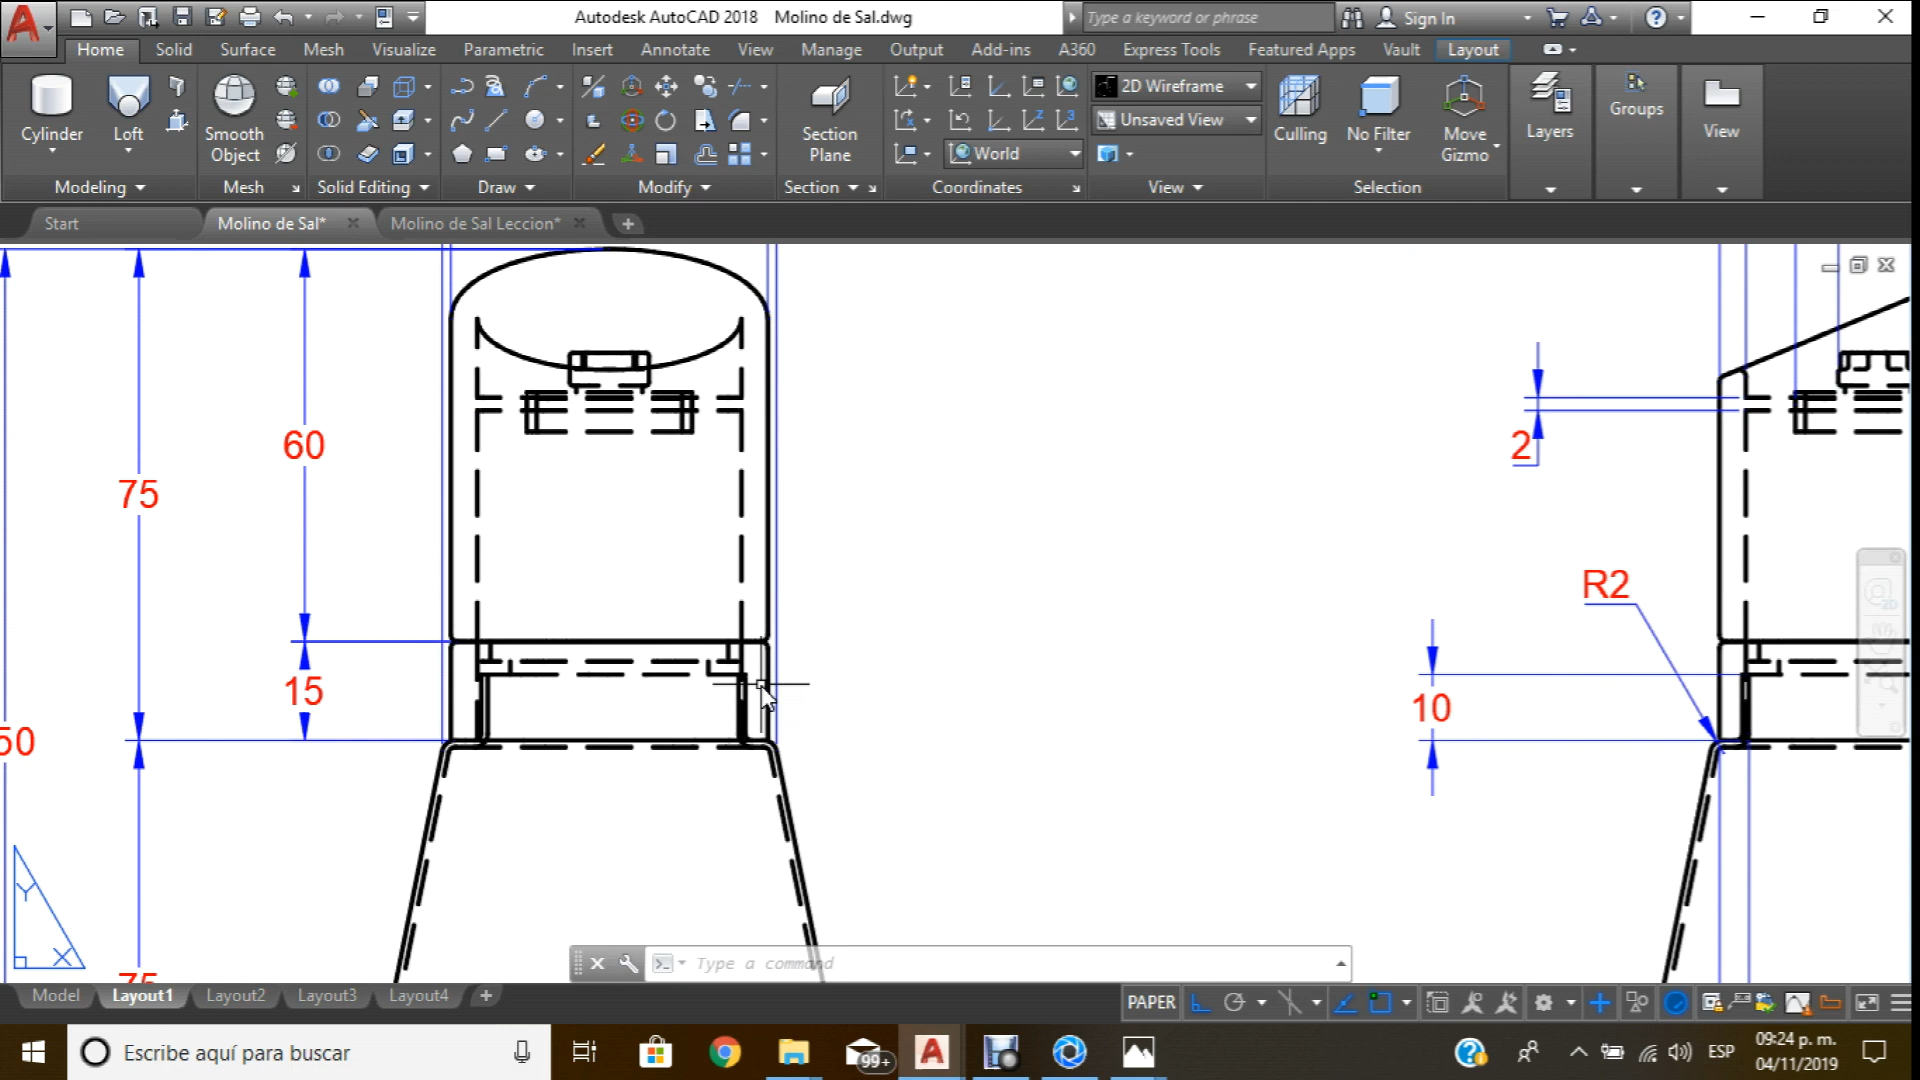 Autodesk AutoCAD 2018 Molino de Sal.dwg
Type a keyword or phrase
Sign In
Home Solid Surface Mesh Visualize Parametric Insert Annotate View Manage Output Add-ins A360 Express Tools Featured Apps Vault Layout
Cylinder
Loft
Smooth Object
Section Plane
2D Wireframe
Unsaved View
World
Culling
No Filter
Move Gizmo
Layers
Groups
View
Modeling
Mesh
Solid Editing
Draw
Modify
Section
Coordinates
View
Selection
Start
Molino de Sal*
Molino de Sal Leccion*
60
75
15
50
75
2
R2
10
Y
X
Type a command
Model Layout1 Layout2 Layout3 Layout4
PAPER
Escribe aquí para buscar
99+
ESP
09:24 p. m.
04/11/2019